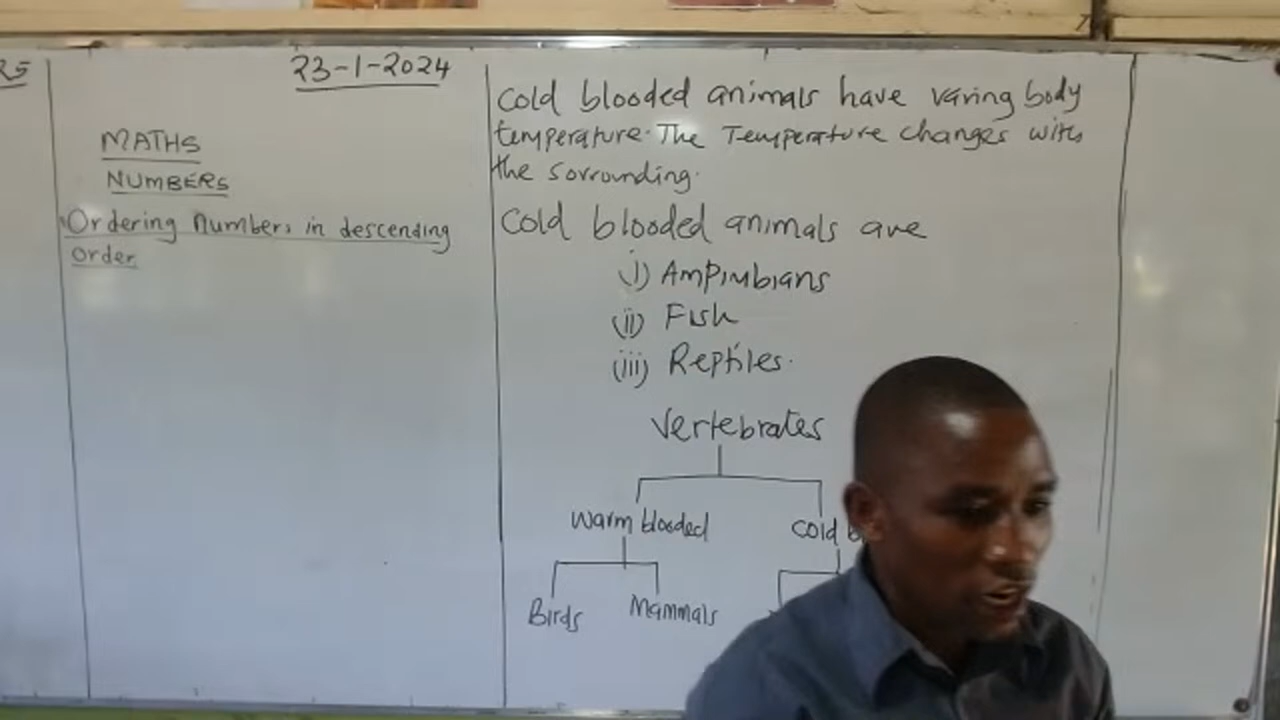 23-1-2024
MATHS
NUMBERS
Ordering numbers in descending
order
Cold blooded animals have varing body
temperature. The Temperature changes with
the sorrounding.
Cold blooded animals are
(i) Ampimbians
(ii) Fish
(iii) Reptiles.
Vertebrates
Warm blooded
Cold
Birds
Mammals